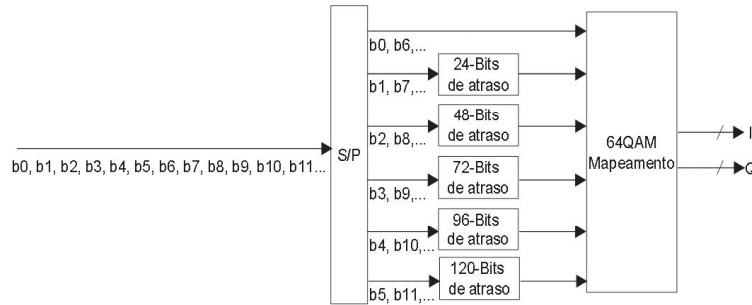 b0, b6,...
24-Bits
de atraso
b1, b7,...
48-Bits
de atraso
b2, b8,...
I
64QAM
Mapeamento
S/P
b0, b1, b2, b3, b4, b5, b6, b7, b8, b9, b10, b11...
72-Bits
de atraso
Q
b3, b9,...
96-Bits
de atraso
b4, b10,...
120-Bits
de atraso
b5, b11,...